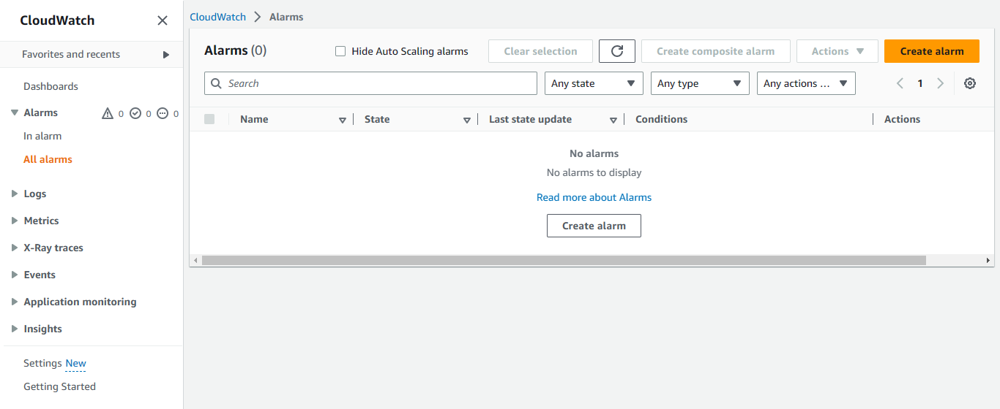 CloudWatch
Favorites and recents
Dashboards
Alarms 0 0 0
In alarm
All alarms
Logs
Metrics
X-Ray traces
Events
Application monitoring
Insights
Settings New
Getting Started
CloudWatch Alarms
Alarms (0) Hide Auto Scaling alarms Clear selection Create composite alarm Actions Create alarm
Search Any state Any type Any actions ... 1
Name State Last state update Conditions Actions
No alarms
No alarms to display
Read more about Alarms
Create alarm